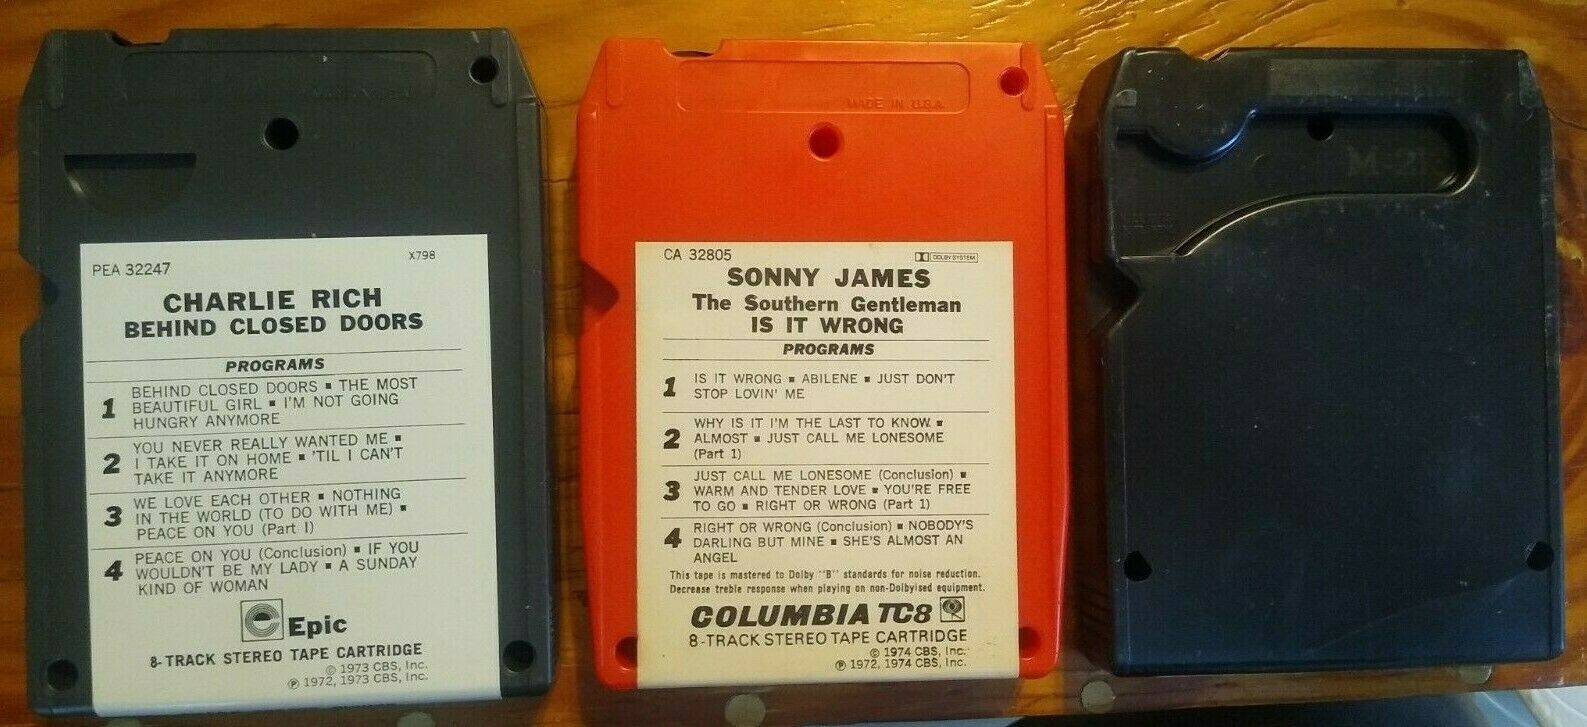 PEA 32247
X798
CHARLIE RICH
BEHIND CLOSED DOORS
PROGRAMS
1
BEHIND CLOSED DOORS ▪ THE MOST
BEAUTIFUL GIRL ▪ I'M NOT GOING
HUNGRY ANYMORE
2
YOU NEVER REALLY WANTED ME ▪
I TAKE IT ON HOME ▪ 'TIL I CAN'T
TAKE IT ANYMORE
3
WE LOVE EACH OTHER ▪ NOTHING
IN THE WORLD (TO DO WITH ME) ▪
PEACE ON YOU (Part I)
4
PEACE ON YOU (Conclusion) ▪ IF YOU
WOULDN'T BE MY LADY ▪ A SUNDAY
KIND OF WOMAN
Epic
8-TRACK STEREO TAPE CARTRIDGE
© 1973 CBS, Inc.
℗ 1972, 1973 CBS, Inc.
MADE IN U.S.A.
CA 32805
DOLBY SYSTEM
SONNY JAMES
The Southern Gentleman
IS IT WRONG
PROGRAMS
1
IS IT WRONG ▪ ABILENE ▪ JUST DON'T
STOP LOVIN' ME
2
WHY IS IT I'M THE LAST TO KNOW ▪
ALMOST ▪ JUST CALL ME LONESOME
(Part 1)
3
JUST CALL ME LONESOME (Conclusion) ▪
WARM AND TENDER LOVE ▪ YOU'RE FREE
TO GO ▪ RIGHT OR WRONG (Part 1)
4
RIGHT OR WRONG (Conclusion) ▪ NOBODY'S
DARLING BUT MINE ▪ SHE'S ALMOST AN
ANGEL
This tape is mastered to Dolby "B" standards for noise reduction.
Decrease treble response when playing on non-Dolbyised equipment.
COLUMBIA TC8
8-TRACK STEREO TAPE CARTRIDGE
© 1974 CBS, Inc.
℗ 1972, 1974 CBS, Inc.